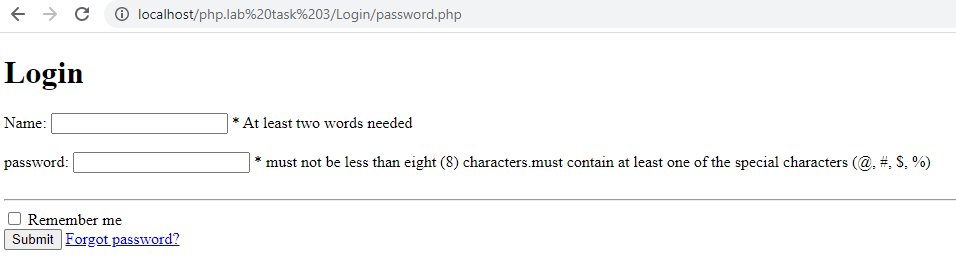 localhost/php.lab%20task%203/Login/password.php
Login
Name: * At least two words needed
password: * must not be less than eight (8) characters.must contain at least one of the special characters (@, #, $, %)
Remember me
Submit Forgot password?